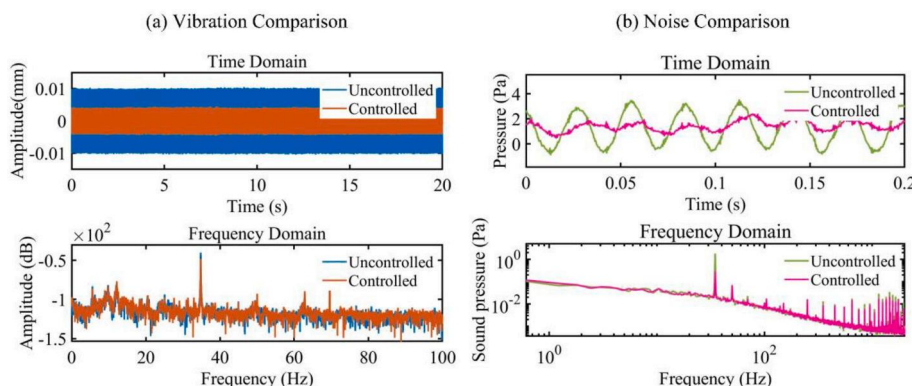 (a) Vibration Comparison
Time Domain
Amplitude(mm)
0.01
0
-0.01
Uncontrolled
Controlled
0 5 10 15 20
Time (s)
Frequency Domain
×10²
Amplitude (dB)
-0.5
-1
-1.5
Uncontrolled
Controlled
0 20 40 60 80 100
Frequency (Hz)
(b) Noise Comparison
Time Domain
Pressure (Pa)
4
2
0
Uncontrolled
Controlled
0 0.05 0.1 0.15 0.2
Time (s)
Frequency Domain
Sound pressure (Pa)
10⁰
10⁻²
Uncontrolled
Controlled
10⁰ 10²
Frequency (Hz)